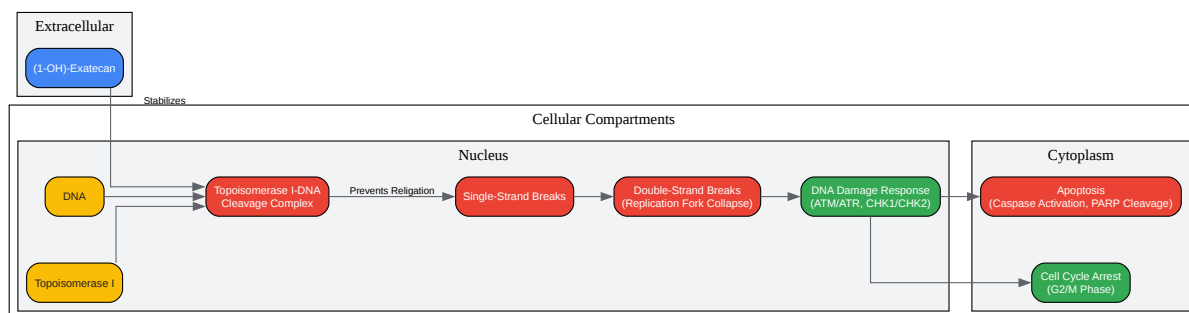 Extracellular
(1-OH)-Exatecan
Stabilizes
Cellular Compartments
Nucleus
Cytoplasm
DNA
Topoisomerase I-DNA
Cleavage Complex
Prevents Religation
Single-Strand Breaks
Double-Strand Breaks
(Replication Fork Collapse)
DNA Damage Response
(ATM/ATR, CHK1/CHK2)
Apoptosis
(Caspase Activation, PARP Cleavage)
Topoisomerase I
Cell Cycle Arrest
(G2/M Phase)